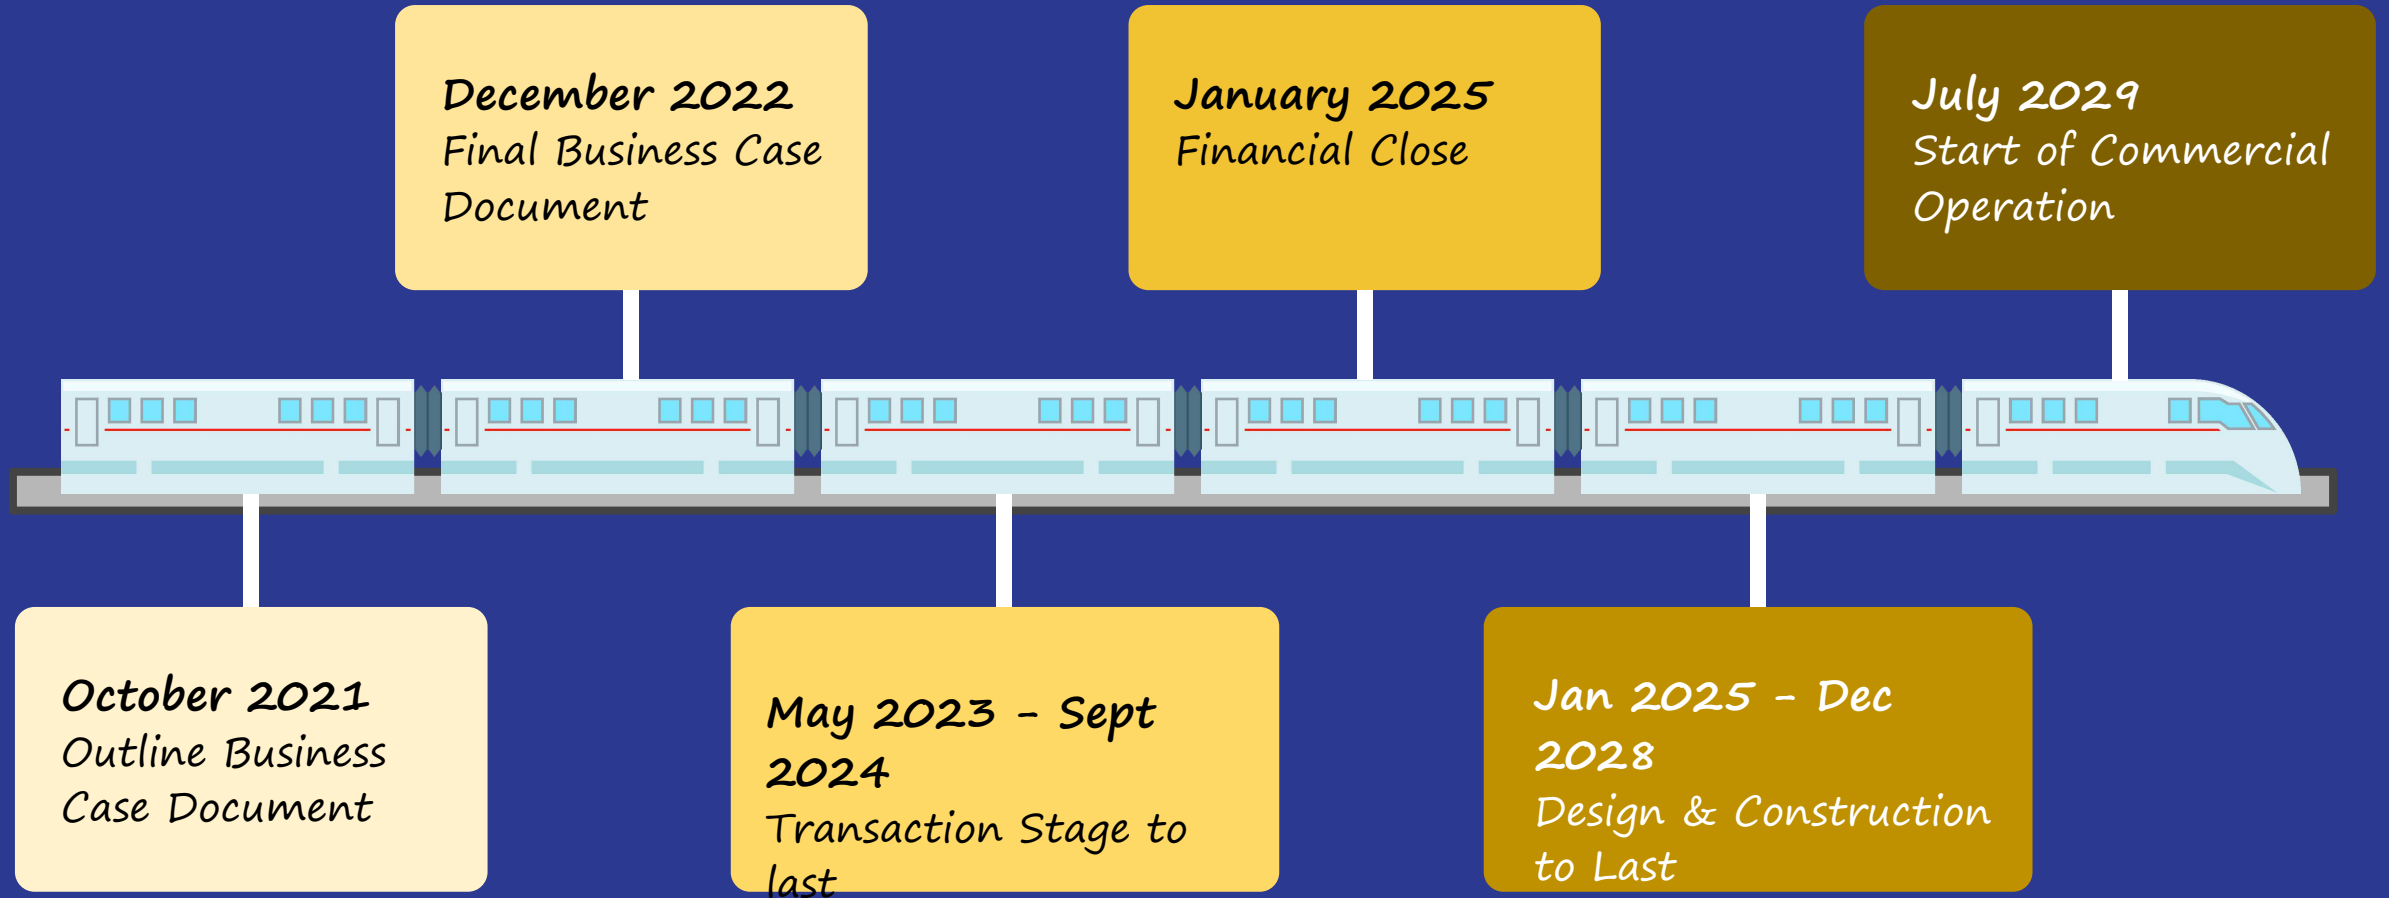 October 2021
Outline Business
Case Document
December 2022
Final Business Case
Document
May 2023 - Sept
2024
Transaction Stage to
last
January 2025
Financial Close
Jan 2025 - Dec
2028
Design & Construction
to Last
July 2029
Start of Commercial
Operation